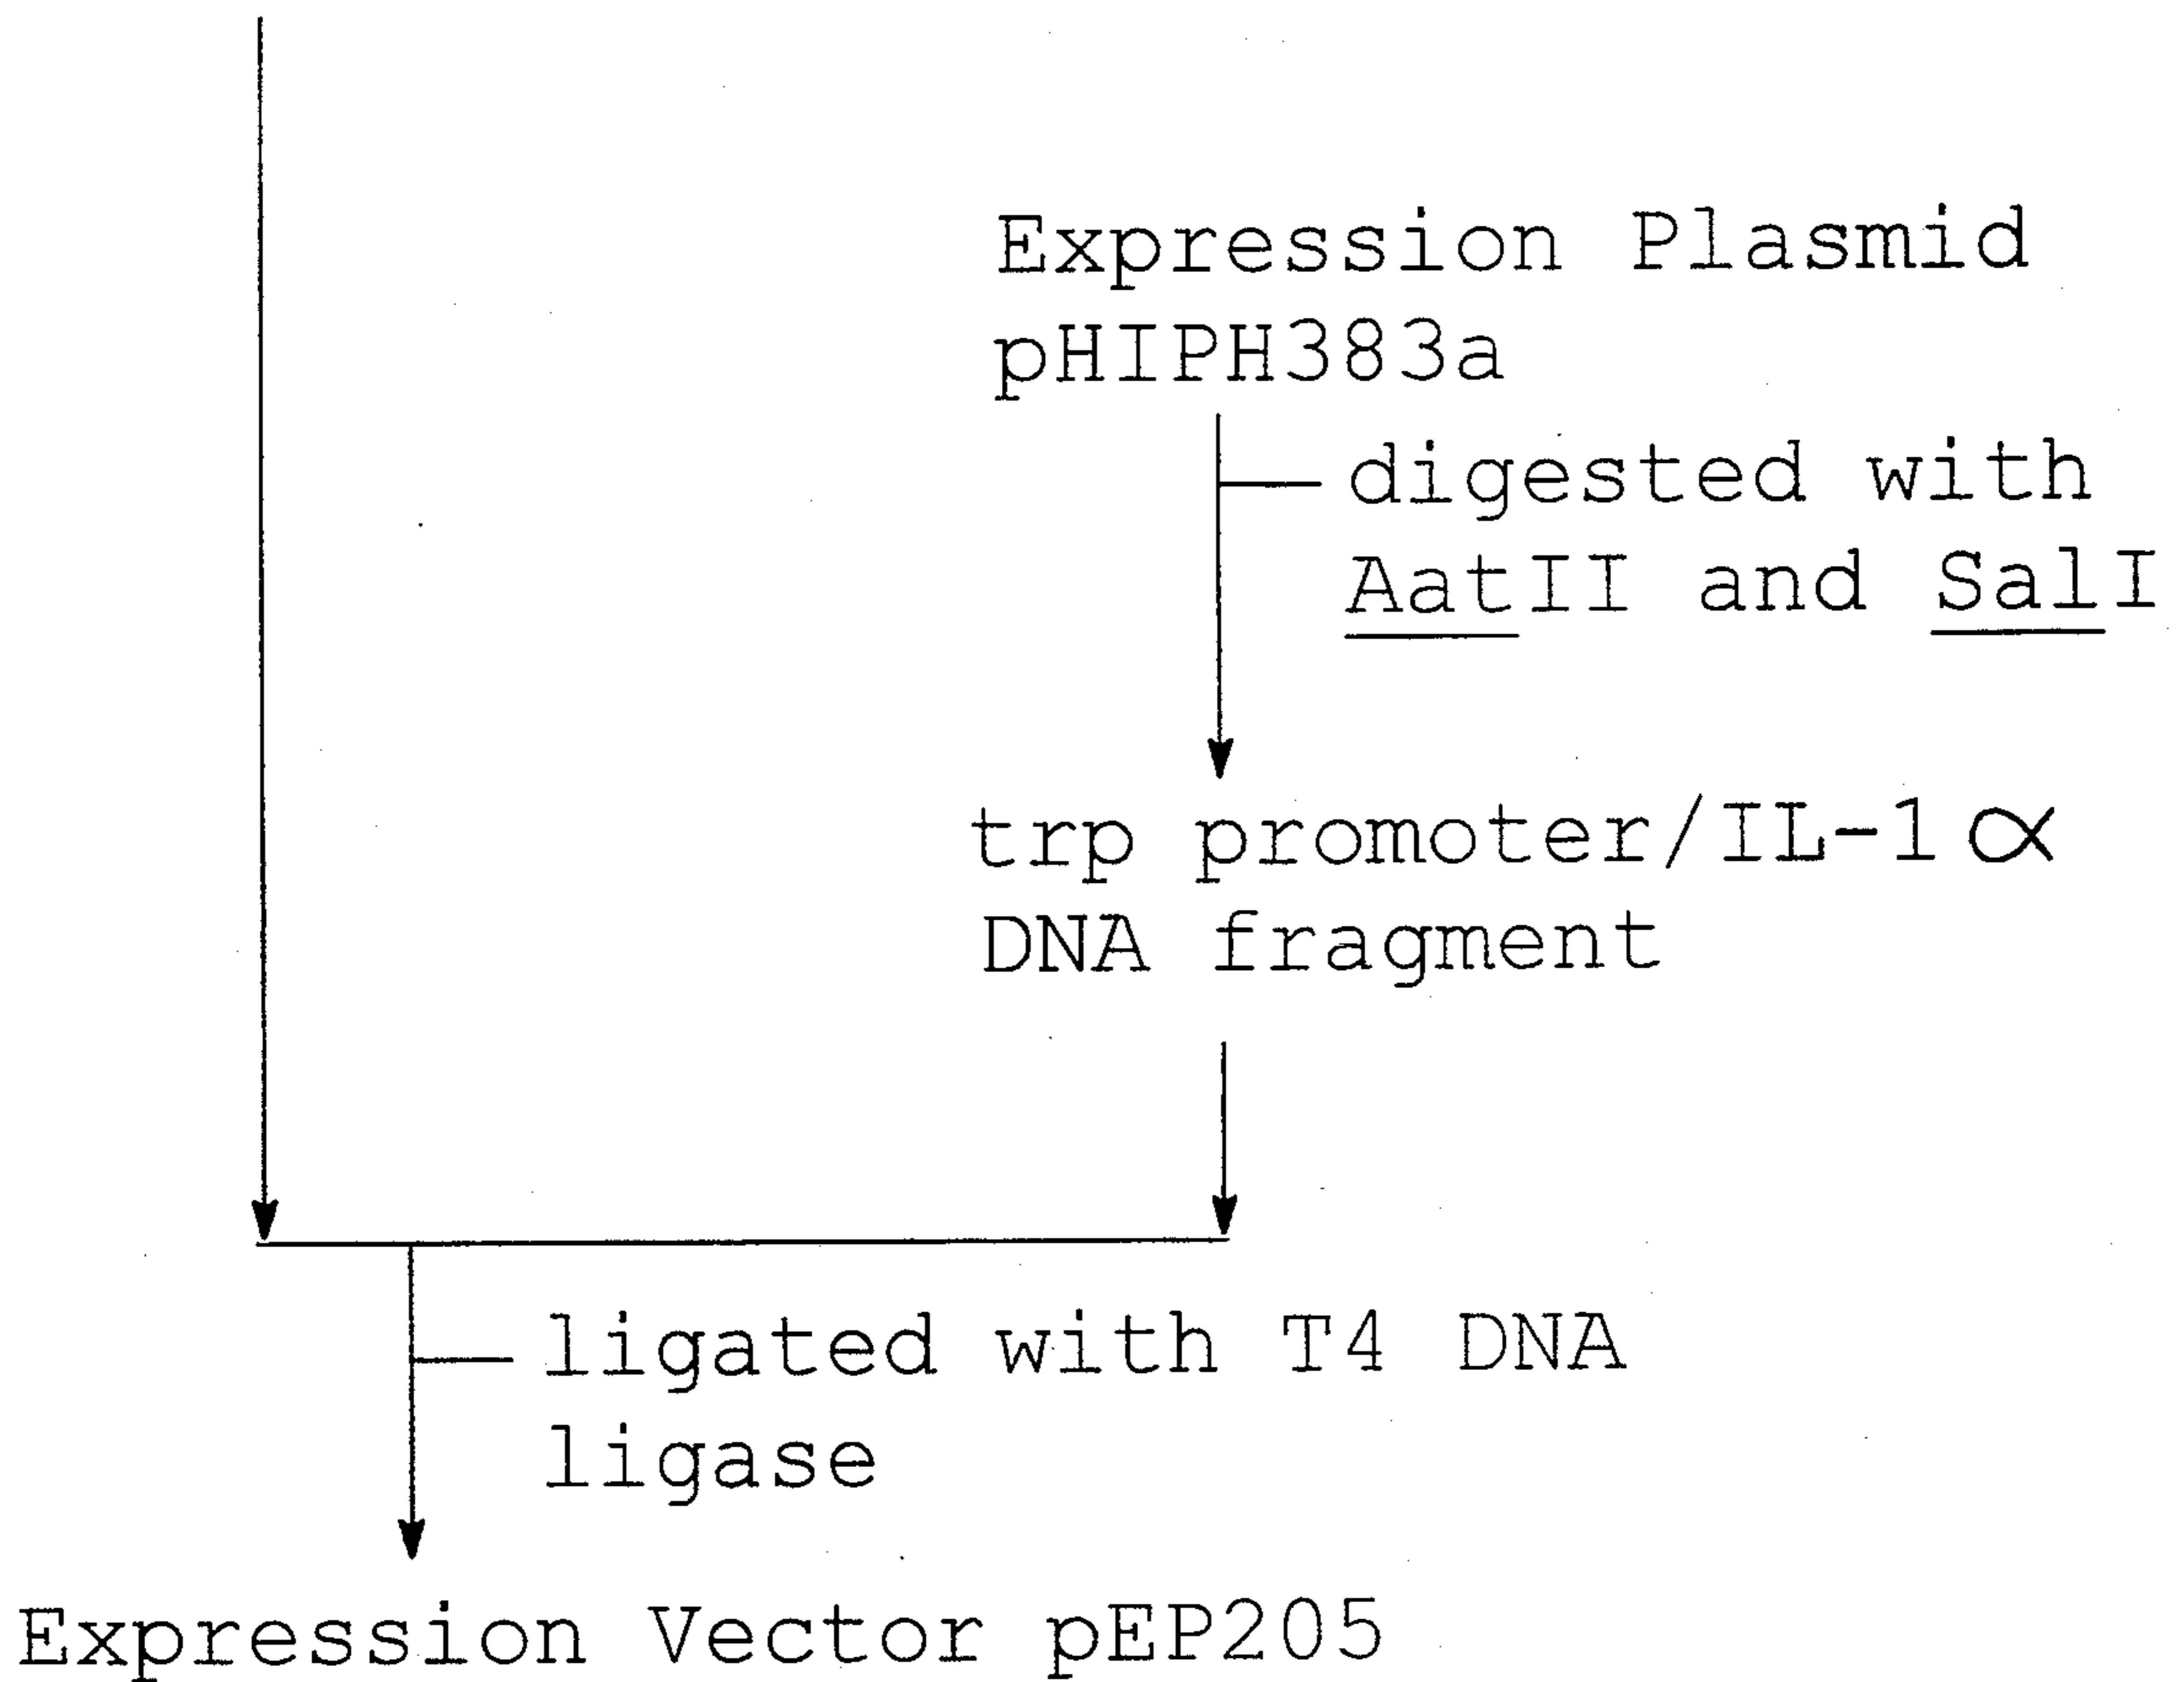 Expression Plasmid
pHIPH383a
digested with
AatII and SalI
trp promoter/IL-1 α
DNA fragment
ligated with T4 DNA
ligase
Expression Vector pEP205